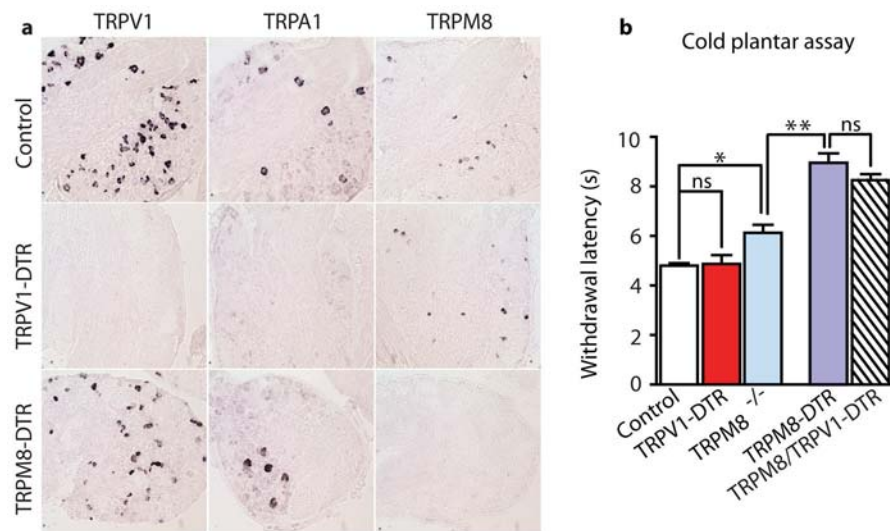 a
TRPV1 TRPA1 TRPM8
Control
TRPV1-DTR
TRPM8-DTR
b
Cold plantar assay
Withdrawal latency (s)
10
8
6
4
2
0
*
ns
**
ns
Control
TRPV1-DTR
TRPM8 -/-
TRPM8-DTR
TRPM8/TRPV1-DTR